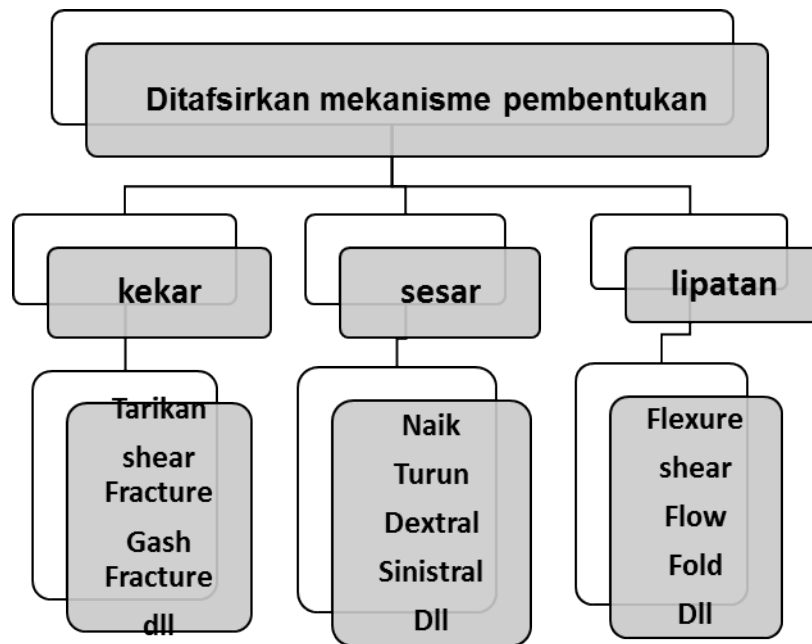 Ditafsirkan mekanisme pembentukan
kekar
sesar
lipatan
Tarikan
shear
Fracture
Gash
Fracture
dll
Naik
Turun
Dextral
Sinistral
Dll
Flexure
shear
Flow
Fold
Dll